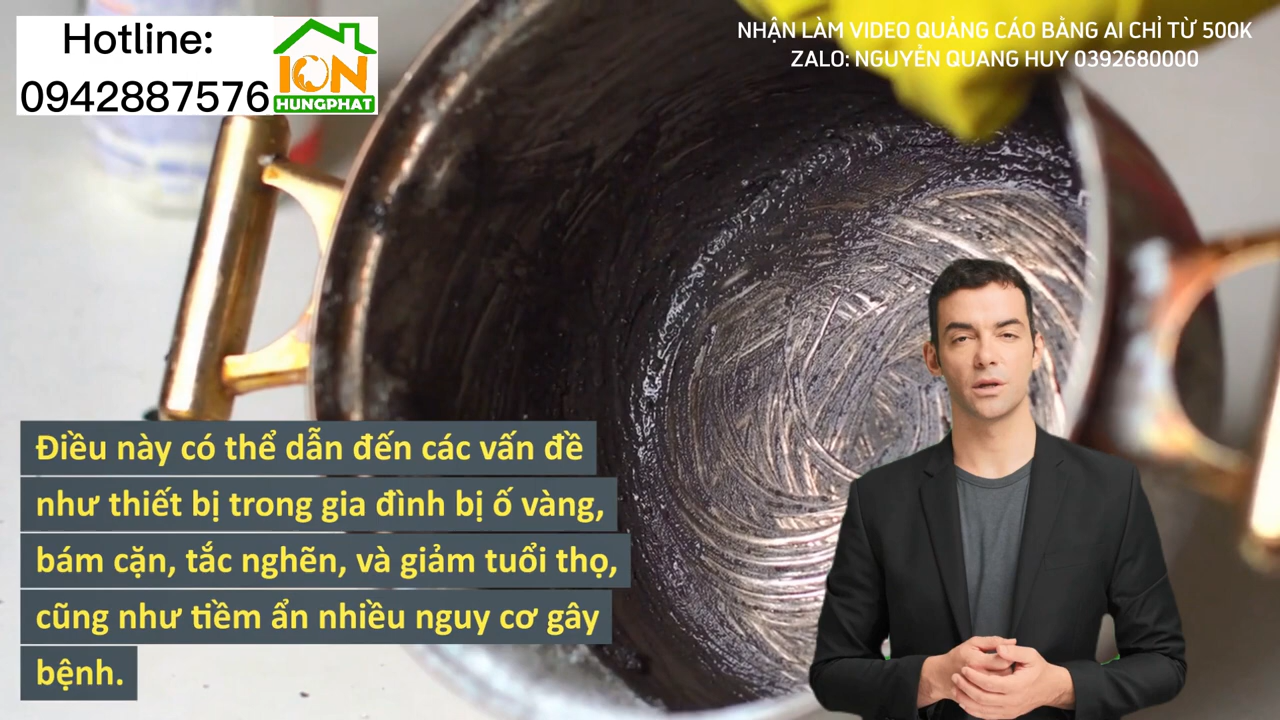 Hotline:
0942887576
ION
HUNGPHAT
NHẬN LÀM VIDEO QUẢNG CÁO BẰNG AI CHỈ TỪ 500K
ZALO: NGUYỄN QUANG HUY 0392680000
Điều này có thể dẫn đến các vấn đề
như thiết bị trong gia đình bị ố vàng,
bám cặn, tắc nghẽn, và giảm tuổi thọ,
cũng như tiềm ẩn nhiều nguy cơ gây
bệnh.